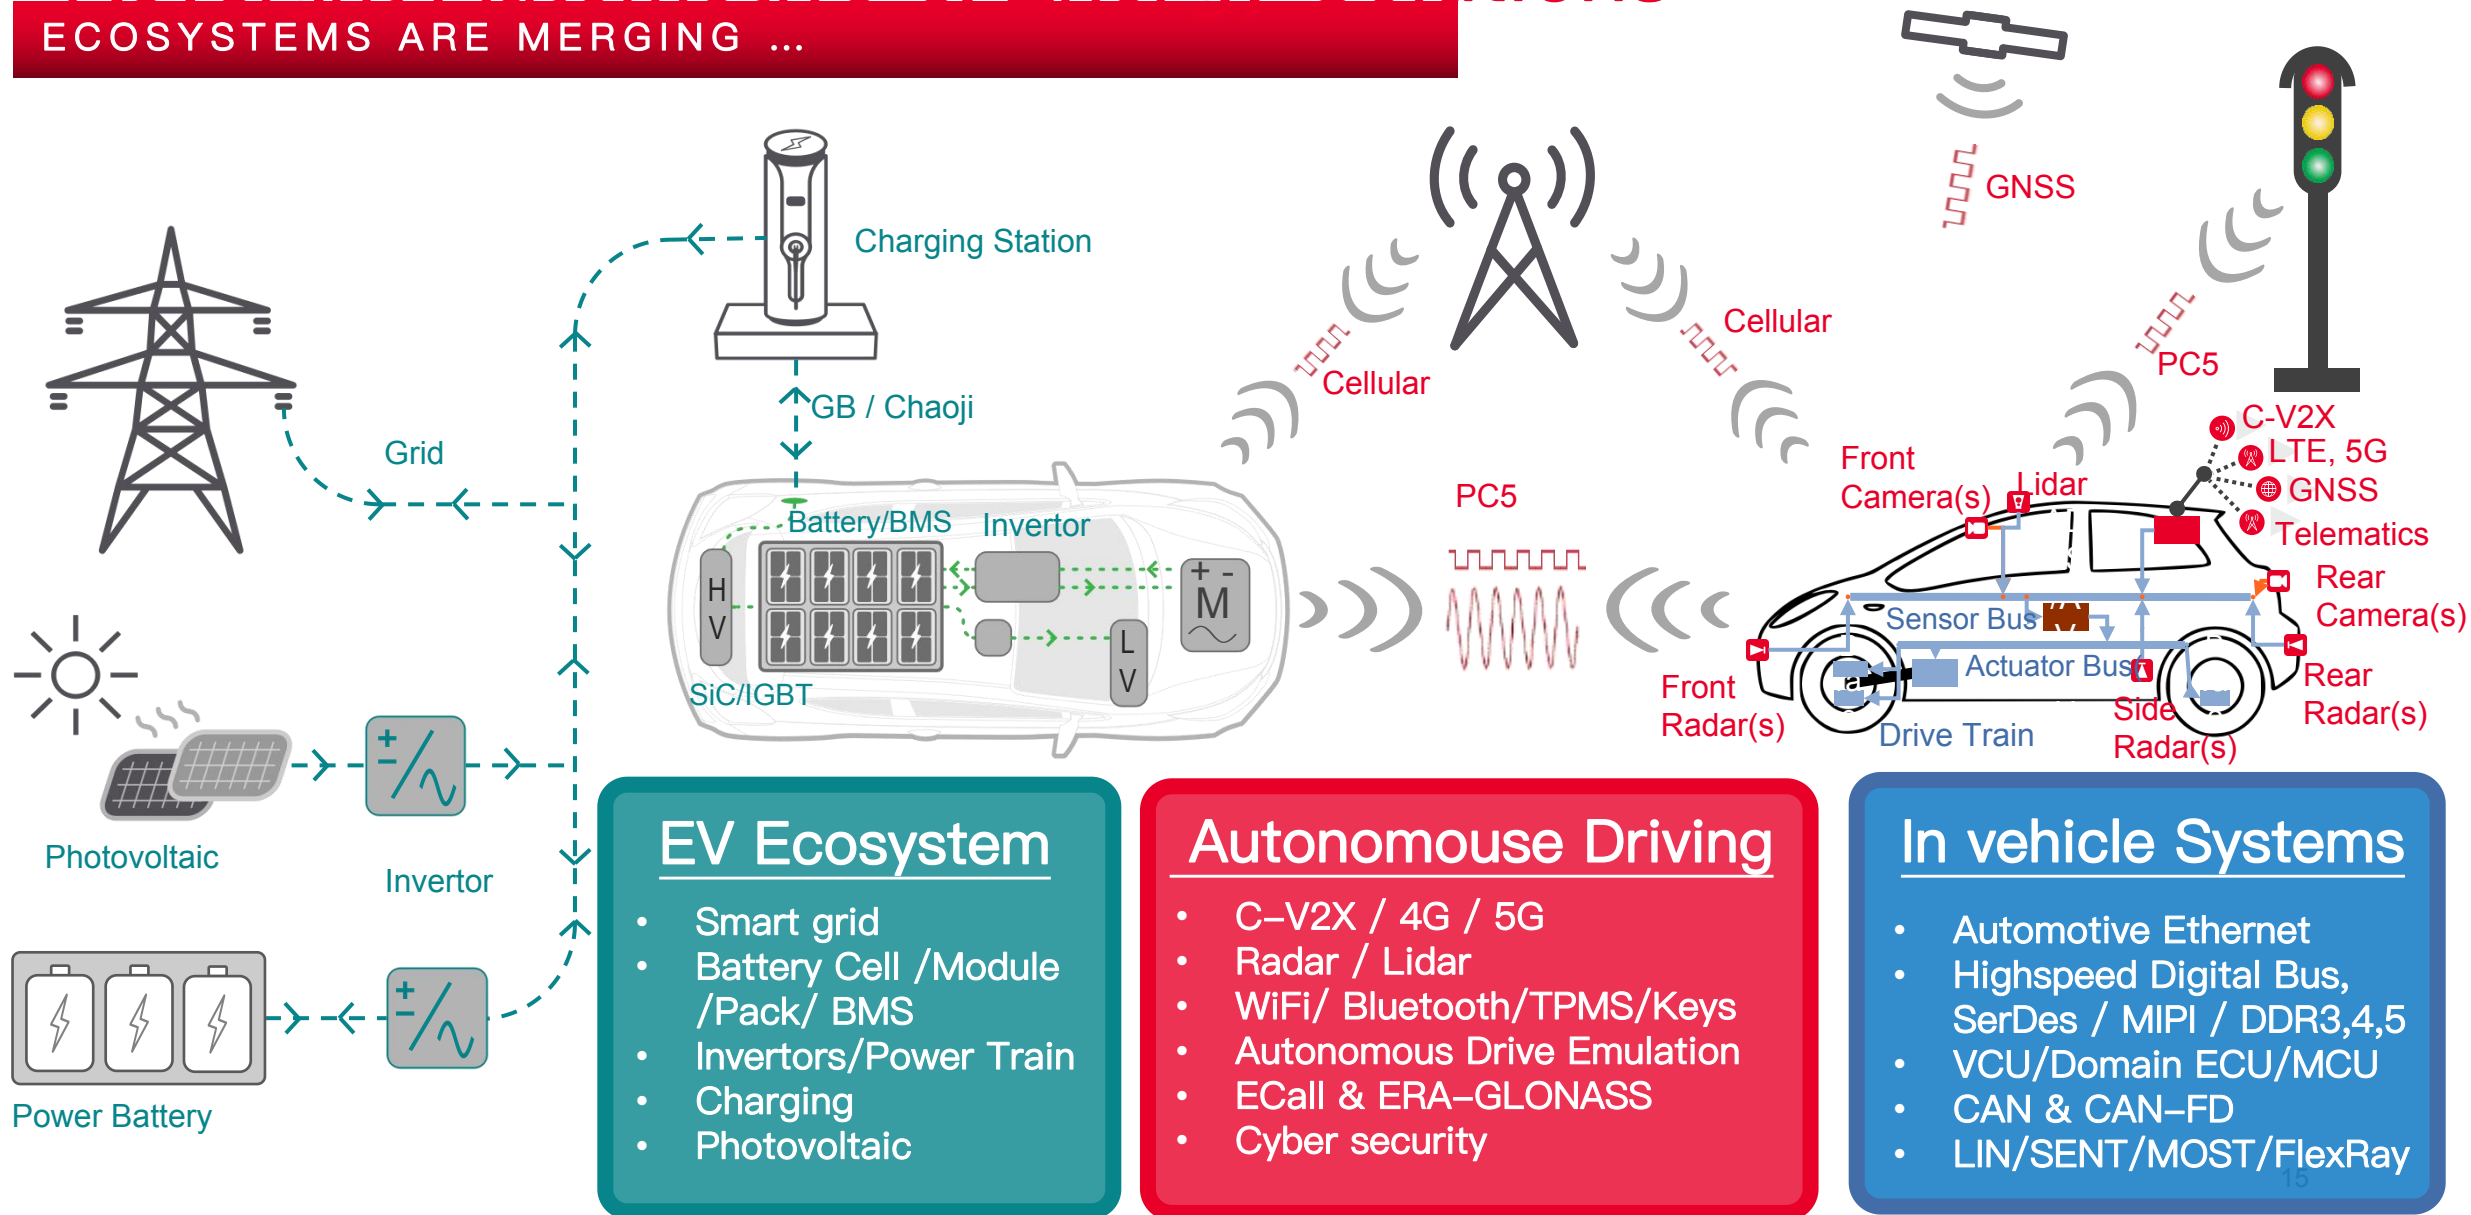 ECOSYSTEMS ARE MERGING ...
GNSS
Charging Station
Cellular
Cellular
PC5
GB / Chaoji
Grid
C-V2X
LTE, 5G
GNSS
Telematics
Front
Camera(s)
Lidar
PC5
Battery/BMS
Invertor
H
V
+ -
M
L
V
SiC/IGBT
Rear
Camera(s)
Sensor Bus
Actuator Bus
Front
Radar(s)
Side
Radar(s)
Rear
Radar(s)
Drive Train
Photovoltaic
Invertor
Power Battery
EV Ecosystem
• Smart grid
• Battery Cell /Module
/Pack/ BMS
• Invertors/Power Train
• Charging
• Photovoltaic
Autonomouse Driving
• C-V2X / 4G / 5G
• Radar / Lidar
• WiFi/ Bluetooth/TPMS/Keys
• Autonomous Drive Emulation
• ECall & ERA-GLONASS
• Cyber security
In vehicle Systems
• Automotive Ethernet
• Highspeed Digital Bus,
SerDes / MIPI / DDR3,4,5
• VCU/Domain ECU/MCU
• CAN & CAN-FD
• LIN/SENT/MOST/FlexRay
15